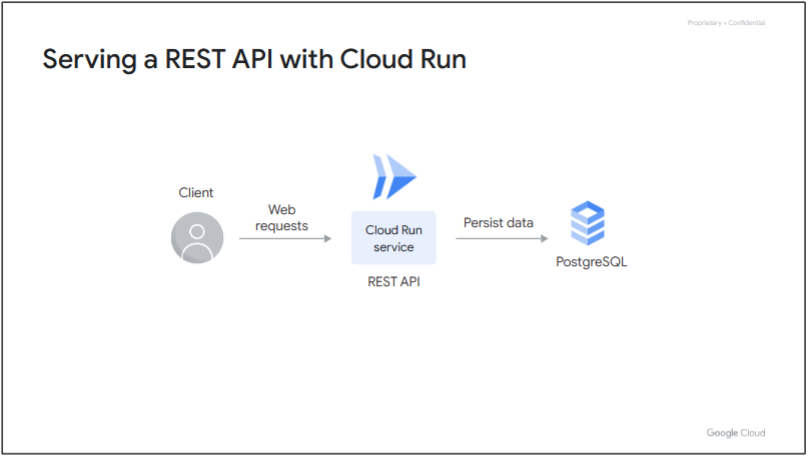 Proprietary + Confidential
Serving a REST API with Cloud Run
Client
Web
requests
Cloud Run
service
REST API
Persist data
PostgreSQL
Google Cloud